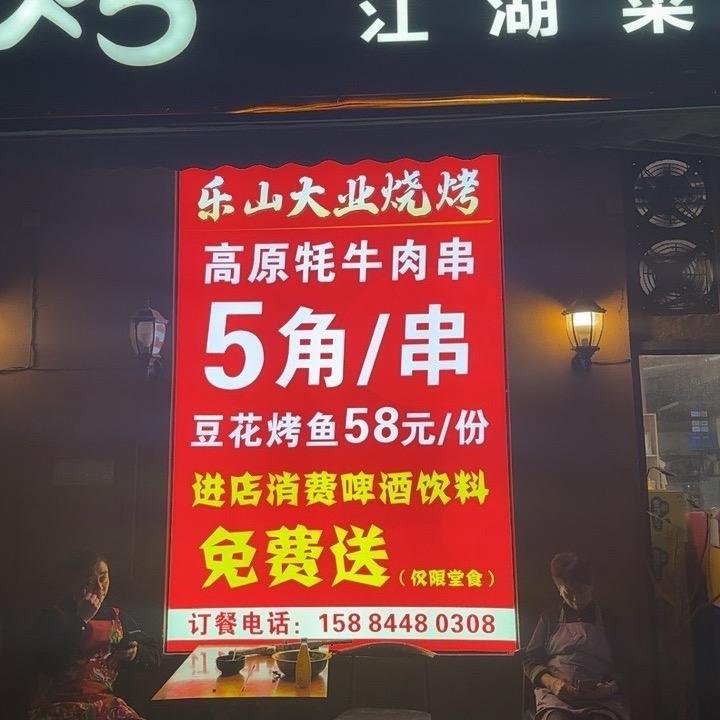 江湖菜
乐山大业烧烤
高原牦牛肉串
5角/串
豆花烤鱼58元/份
进店消费啤酒饮料
免费送（仅限堂食）
订餐电话：158 8448 0308